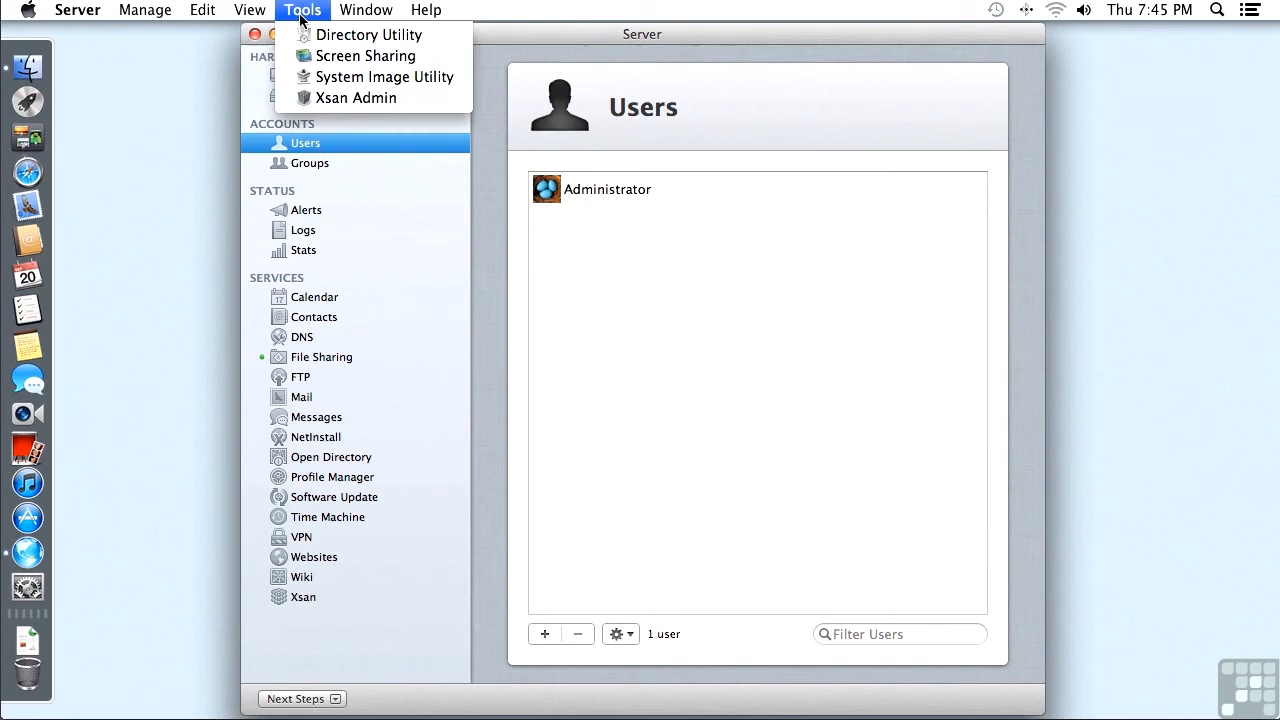 Server Manage Edit View Tools Window Help Thu 7:45 PM
Directory Utility
Screen Sharing
System Image Utility
Xsan Admin
Server
HAR
ACCOUNTS
Users
Groups
STATUS
Alerts
Logs
Stats
SERVICES
17 Calendar
Contacts
DNS
File Sharing
FTP
Mail
Messages
NetInstall
Open Directory
Profile Manager
Software Update
Time Machine
VPN
Websites
Wiki
Xsan
Next Steps
Users
Administrator
+ − 1 user Filter Users
20